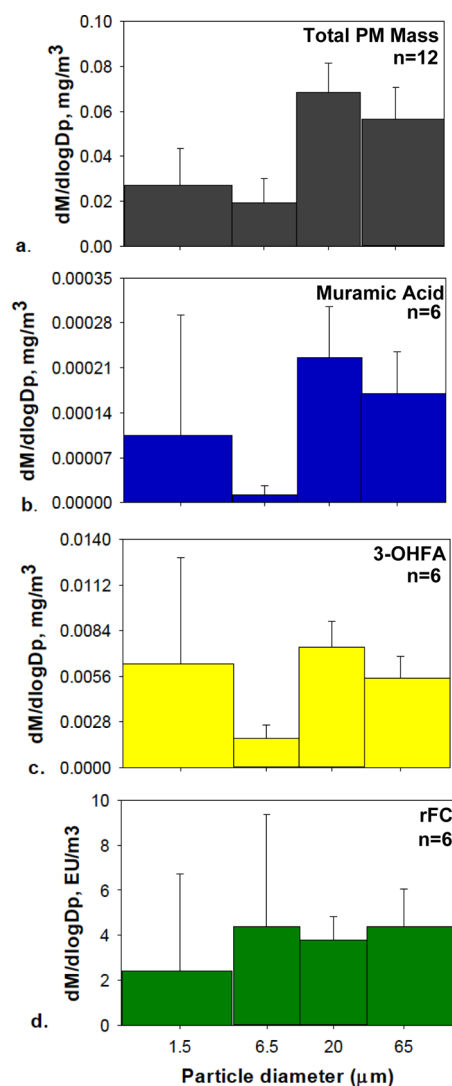 Total PM Mass
n=12
dM/dlogDp, mg/m³
0.10
0.08
0.06
0.04
0.02
0.00
a.
Muramic Acid
n=6
dM/dlogDp, mg/m³
0.00035
0.00028
0.00021
0.00014
0.00007
0.00000
b.
3-OHFA
n=6
dM/dlogDp, mg/m³
0.0140
0.0112
0.0084
0.0056
0.0028
0.0000
c.
rFC
n=6
dM/dlogDp, EU/m3
10
8
6
4
2
0
d.
1.5 6.5 20 65
Particle diameter (μm)